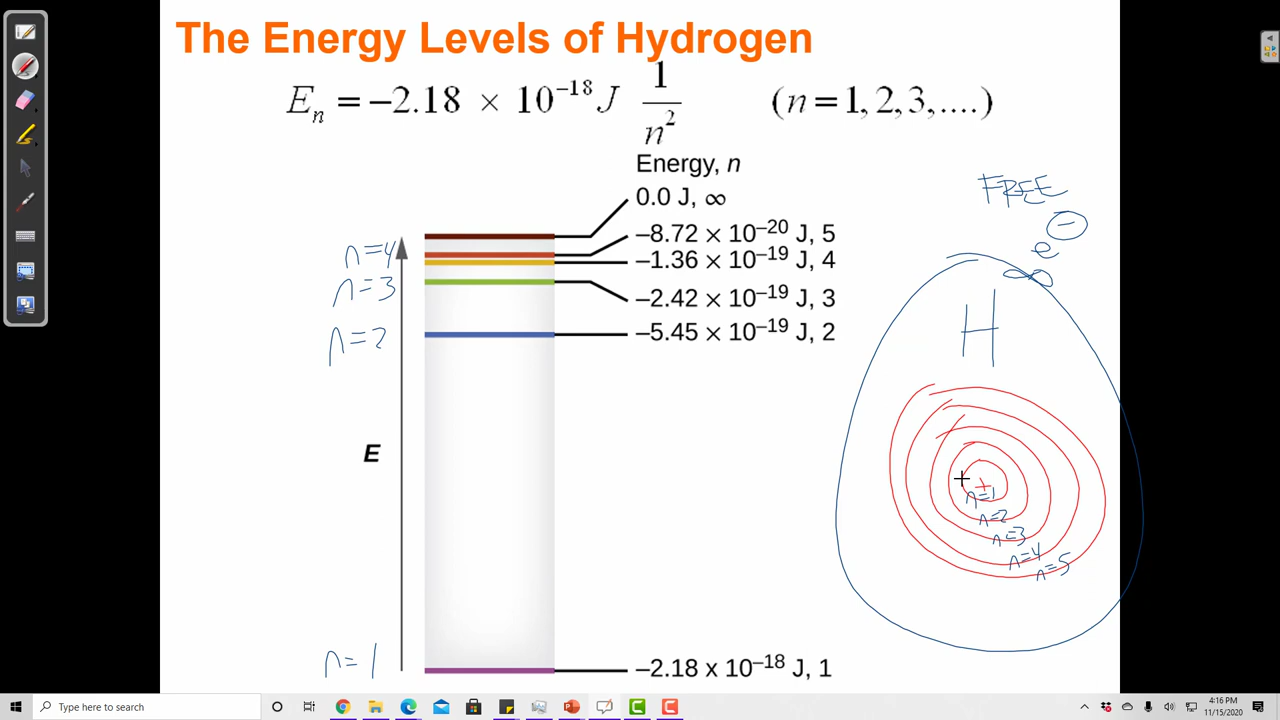 The Energy Levels of Hydrogen
Eₙ = −2.18 × 10⁻¹⁸ J 1/n² (n = 1, 2, 3, ....)
Energy, n
0.0 J, ∞
–8.72 × 10⁻²⁰ J, 5
–1.36 × 10⁻¹⁹ J, 4
–2.42 × 10⁻¹⁹ J, 3
–5.45 × 10⁻¹⁹ J, 2
–2.18 x 10⁻¹⁸ J, 1
n=4
n=3
n=2
E
n=1
FREE
–
e
∞
H
+
n=1
n=2
n=3
n=4
n=5
Type here to search
4:16 PM
11/15/2020